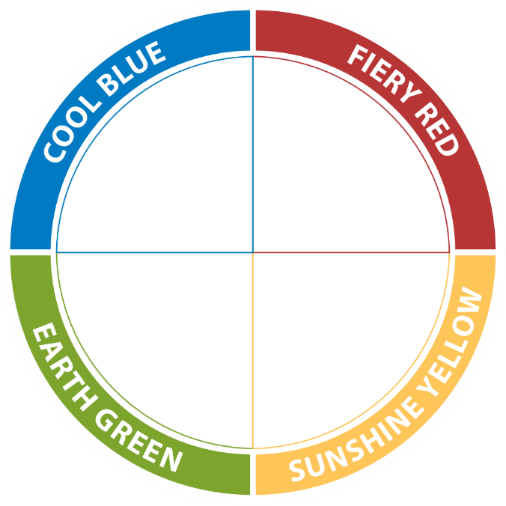 COOL BLUE
FIERY RED
EARTH GREEN
SUNSHINE YELLOW